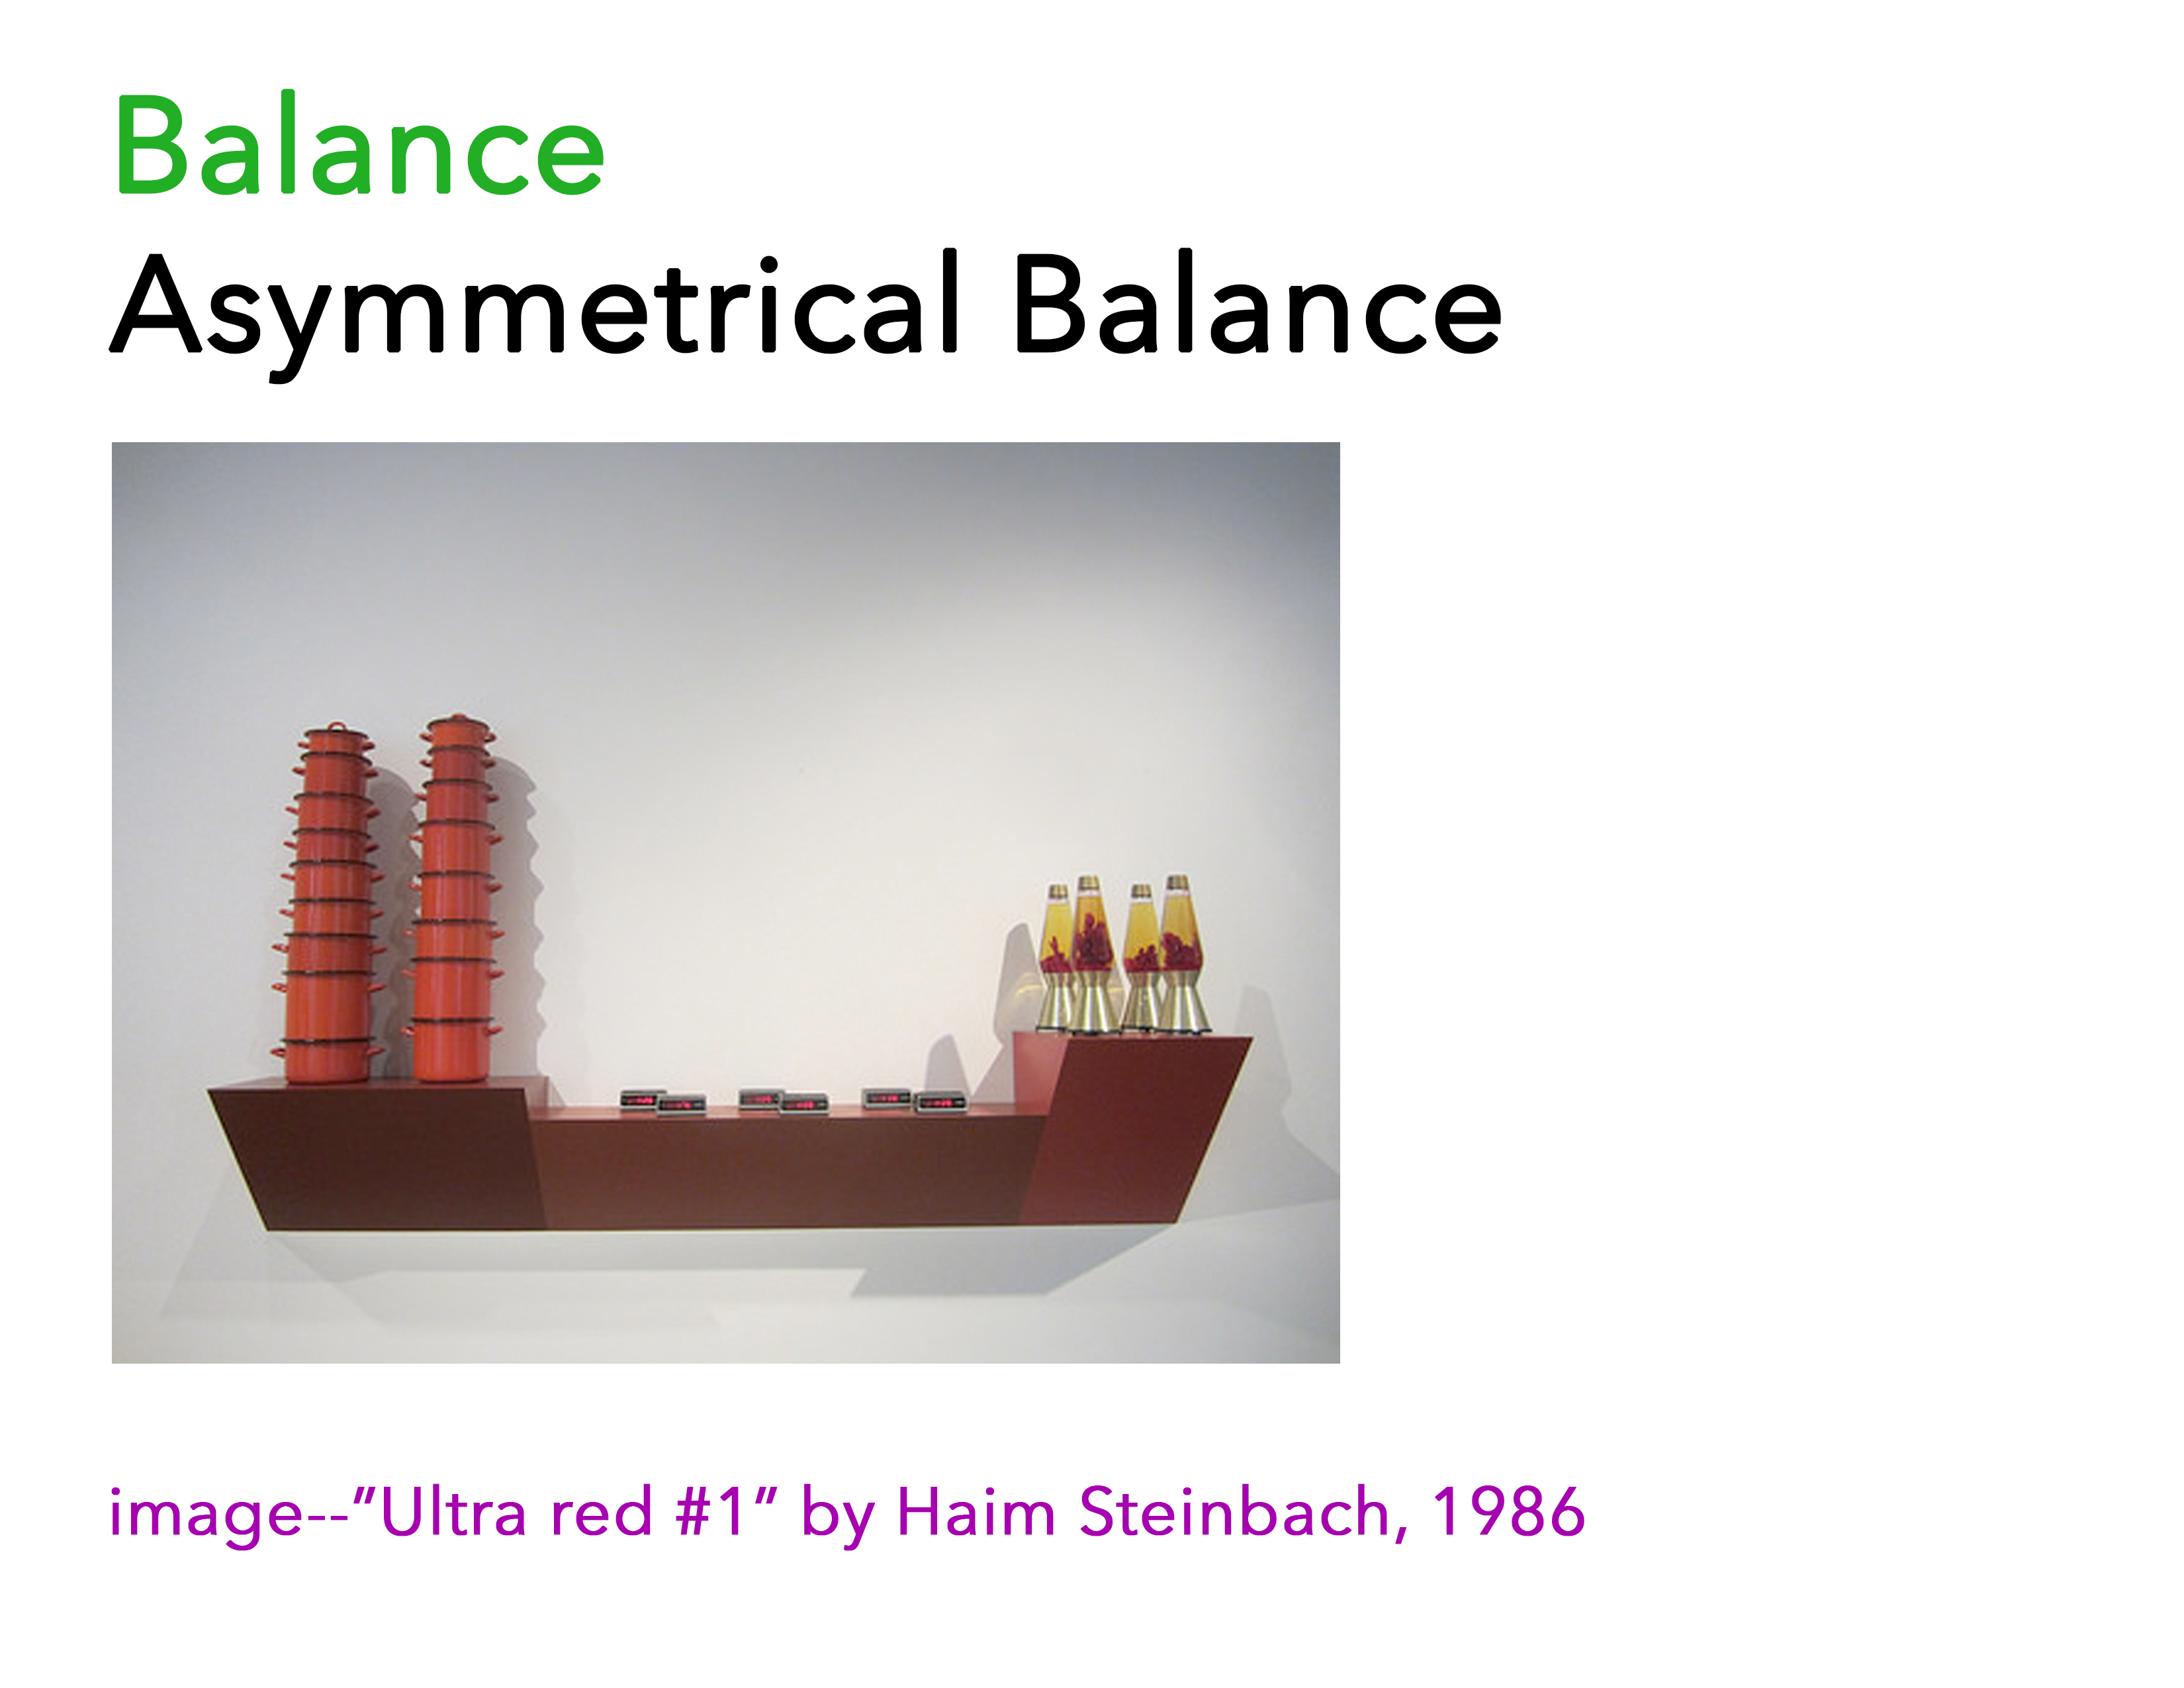 Balance
Asymmetrical Balance
image--"Ultra red #1" by Haim Steinbach, 1986